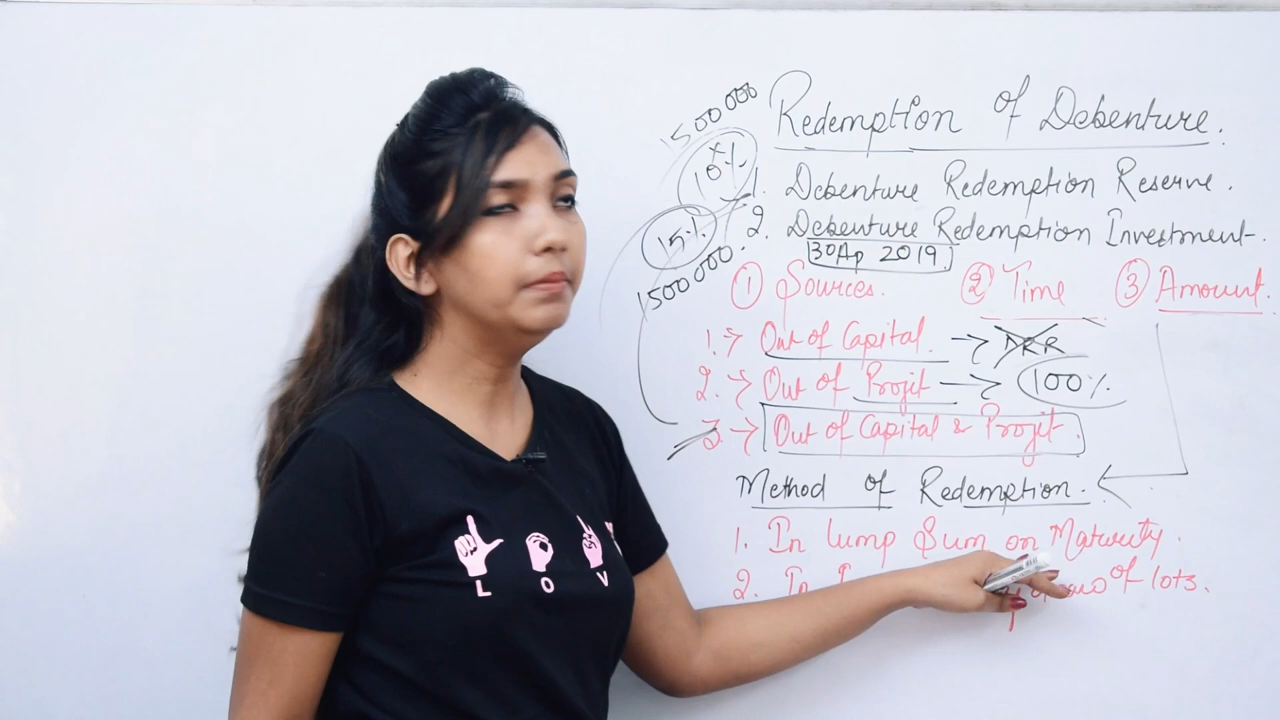 Redemption of Debenture.
1500000
×
10%
1. Debenture Redemption Reserve.
2. Debenture Redemption Investment.
15%
30 Ap 2019
1500000
① Sources. ② Time ③ Amount.
1. → Out of Capital. → DRR
2. → Out of Profit → 100%
3. → Out of Capital & Profit.
Method of Redemption.
1. In lump Sum on Maturity.
2. In of lots.
L O V